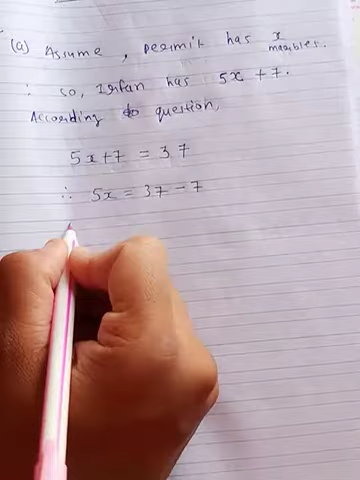 (a) Assume, Permit has x marbles.
∴ so, Irfan has 5x + 7.
According to question,
5x+7 = 37
∴ 5x = 37 - 7